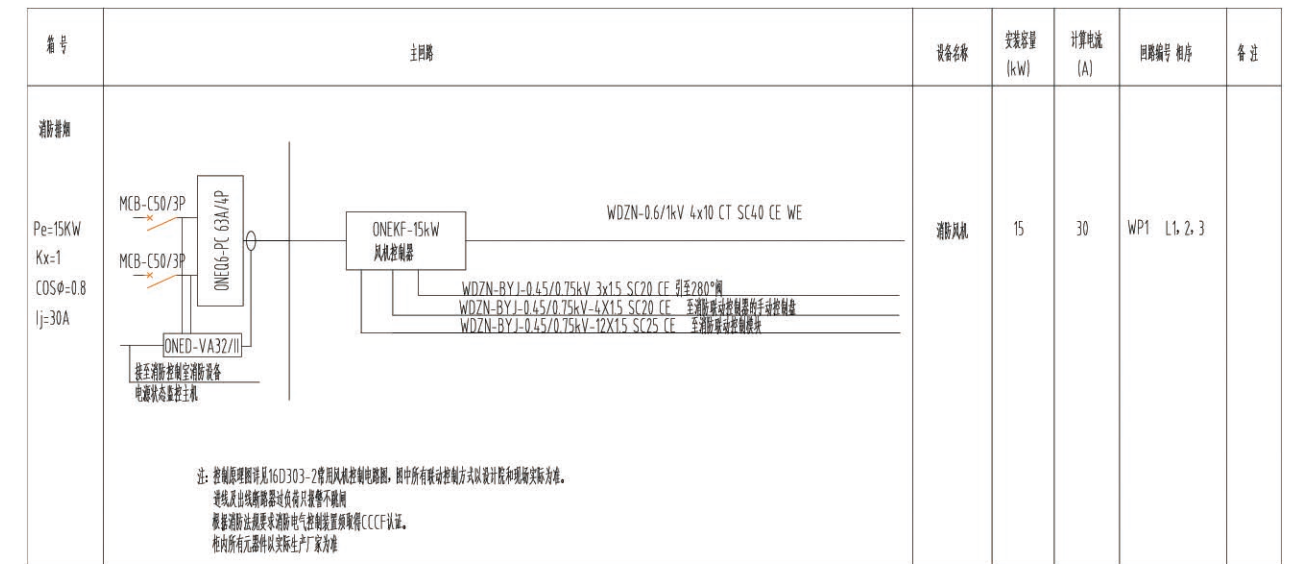 箱号 主回路 设备名称 安装容量 (kW) 计算电流 (A) 回路编号 相序 备注
消防排烟
Pe=15KW
Kx=1
COSφ=0.8
Ij=30A
MCB-C50/3P
MCB-C50/3P
ONEQ6-PC 63A/4P
ONED-VA32/II
接至消防控制室消防设备
电源状态监控主机
ONEKF-15kW
风机控制器
WDZN-0.6/1kV 4x10 CT SC40 CE WE
消防风机 15 30 WP1 L1,2,3
WDZN-BYJ-0.45/0.75kV 3x1.5 SC20 CE 引至280°阀
WDZN-BYJ-0.45/0.75kV-4X1.5 SC20 CE 至消防联动控制器的手动控制盘
WDZN-BYJ-0.45/0.75kV-12X1.5 SC25 CE 至消防联动控制模块
注: 控制原理图详见16D303-2常用风机控制电路图,图中所有联动控制方式以设计院和现场实际为准。
进线及出线断路器过负荷只报警不跳闸
根据消防法规要求消防电气控制装置须取得CCCF认证。
柜内所有元器件以实际生产厂家为准